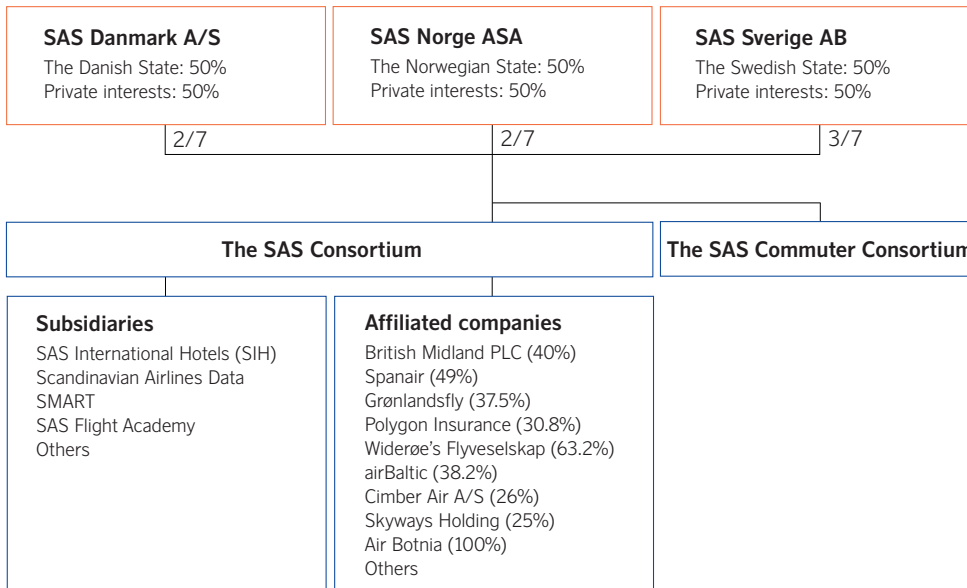 SAS Danmark A/S
The Danish State: 50%
Private interests: 50%
SAS Norge ASA
The Norwegian State: 50%
Private interests: 50%
SAS Sverige AB
The Swedish State: 50%
Private interests: 50%
2/7
2/7
3/7
The SAS Consortium
The SAS Commuter Consortium
Subsidiaries
SAS International Hotels (SIH)
Scandinavian Airlines Data
SMART
SAS Flight Academy
Others
Affiliated companies
British Midland PLC (40%)
Spanair (49%)
Grønlandsfly (37.5%)
Polygon Insurance (30.8%)
Widerøe's Flyveselskap (63.2%)
airBaltic (38.2%)
Cimber Air A/S (26%)
Skyways Holding (25%)
Air Botnia (100%)
Others